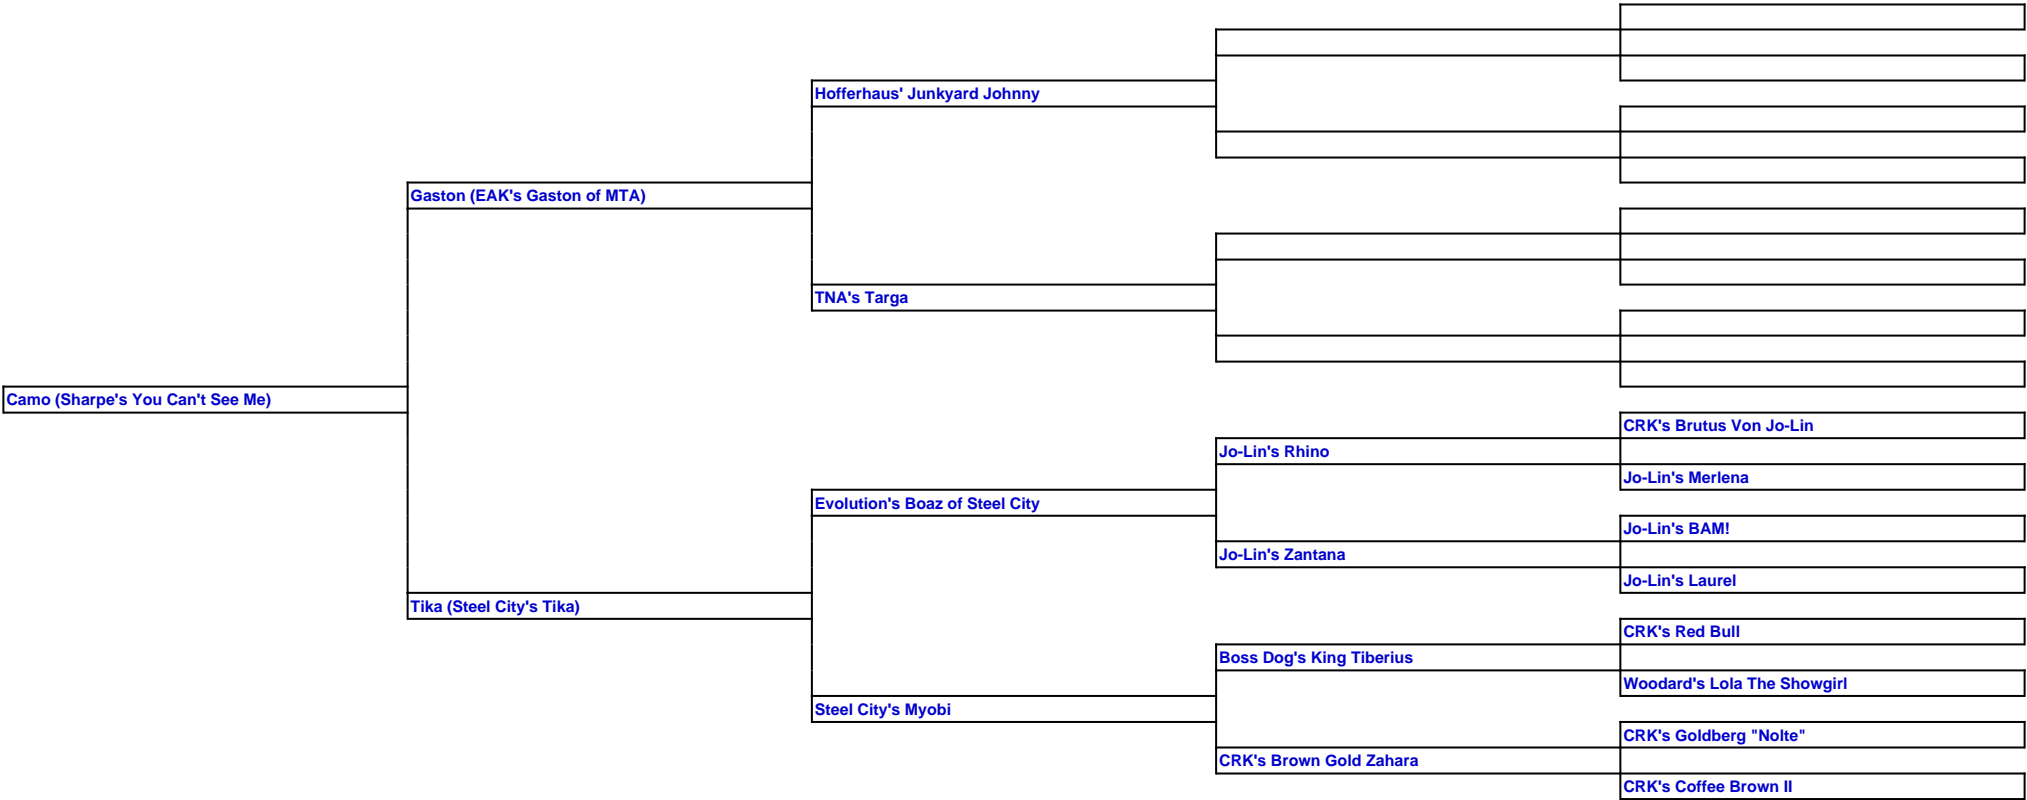 Hofferhaus' Junkyard Johnny
Gaston (EAK's Gaston of MTA)
TNA's Targa
Camo (Sharpe's You Can't See Me)
CRK's Brutus Von Jo-Lin
Jo-Lin's Rhino
Jo-Lin's Merlena
Evolution's Boaz of Steel City
Jo-Lin's BAM!
Jo-Lin's Zantana
Jo-Lin's Laurel
Tika (Steel City's Tika)
CRK's Red Bull
Boss Dog's King Tiberius
Woodard's Lola The Showgirl
Steel City's Myobi
CRK's Goldberg "Nolte"
CRK's Brown Gold Zahara
CRK's Coffee Brown II